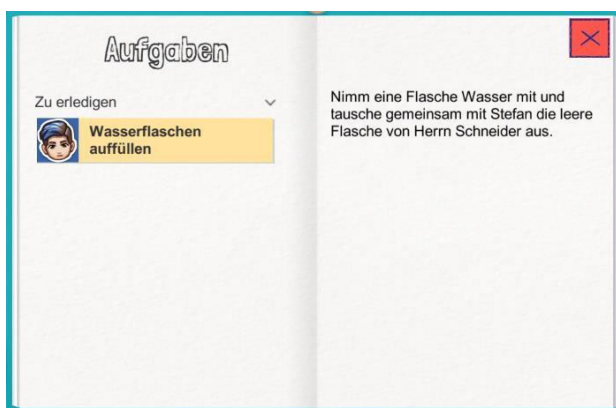 Aufgaben
Zu erledigen
Wasserflaschen
auffüllen
Nimm eine Flasche Wasser mit und
tausche gemeinsam mit Stefan die leere
Flasche von Herrn Schneider aus.